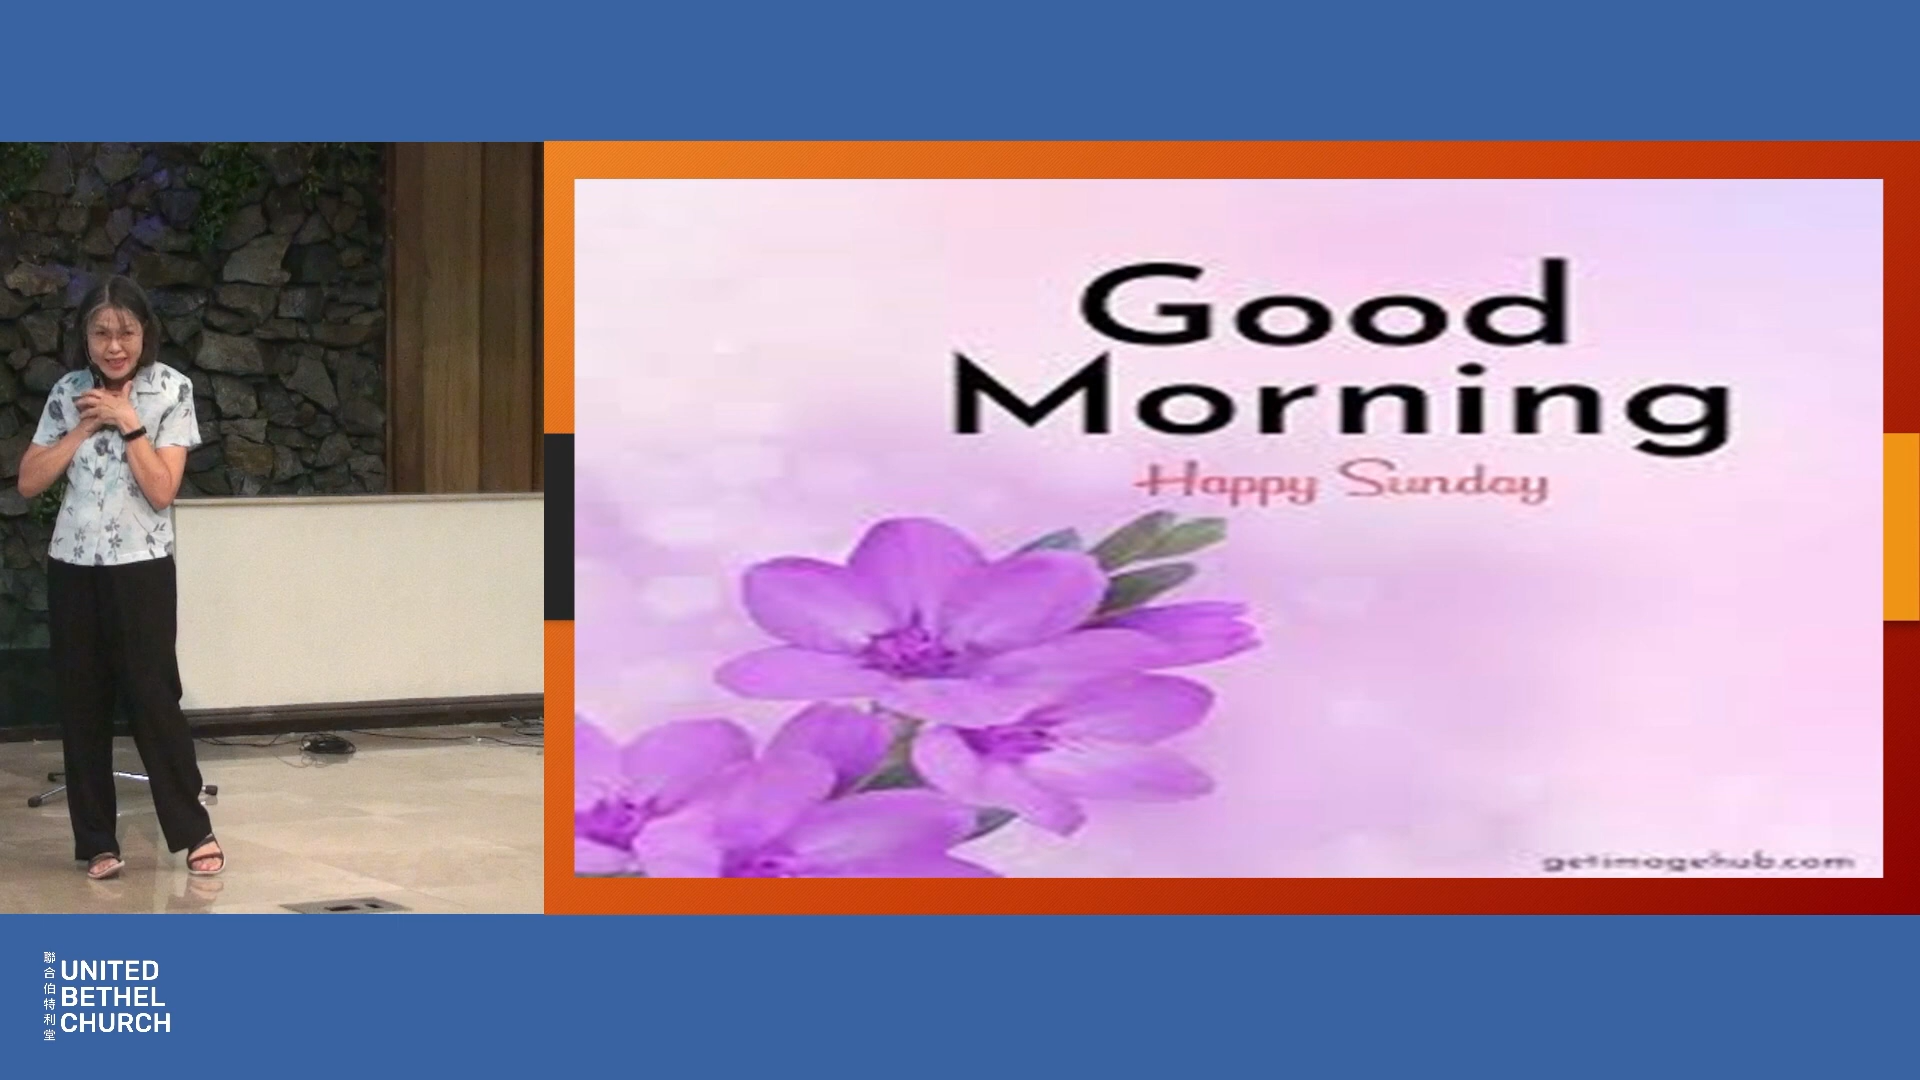 Good
Morning
Happy Sunday
getimagehub.com
聯合伯特利堂
UNITED
BETHEL
CHURCH